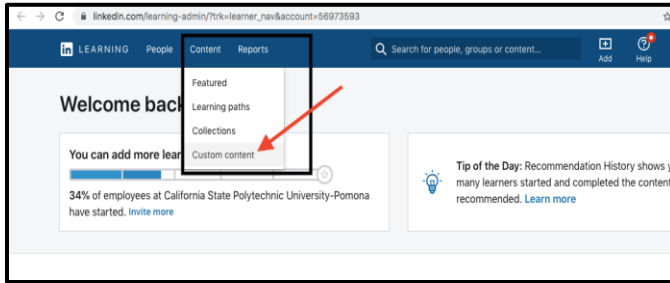 linkedin.com/learning-admin/?trk=learner_nav&account=56973593
in LEARNING People Content Reports Search for people, groups or content... Add Help
Featured
Learning paths
Collections
Custom content
Welcome back
You can add more lear
34% of employees at California State Polytechnic University-Pomona
have started. Invite more
Tip of the Day: Recommendation History shows y
many learners started and completed the content
recommended. Learn more